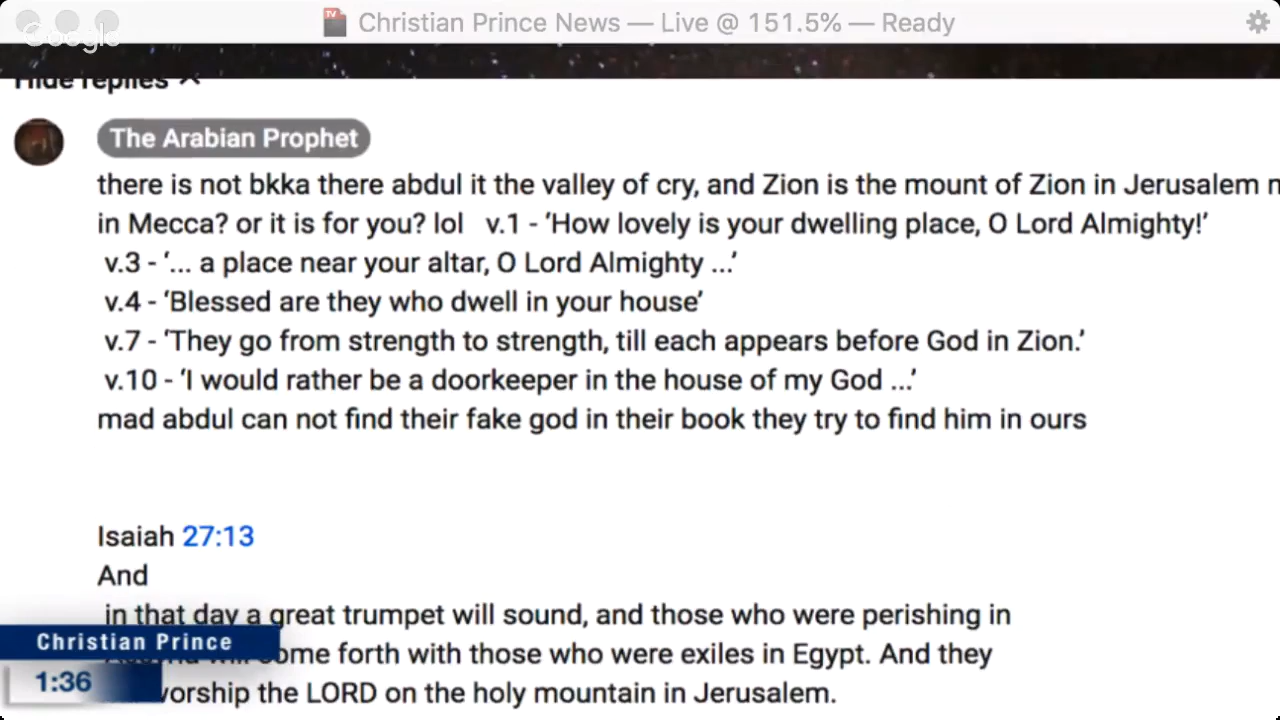 TV Christian Prince News — Live @ 151.5% — Ready
Google
Hide replies
The Arabian Prophet
there is not bkka there abdul it the valley of cry, and Zion is the mount of Zion in Jerusalem
in Mecca? or it is for you? lol v.1 - ‘How lovely is your dwelling place, O Lord Almighty!’
v.3 - ‘... a place near your altar, O Lord Almighty ...’
v.4 - ‘Blessed are they who dwell in your house’
v.7 - ‘They go from strength to strength, till each appears before God in Zion.’
v.10 - ‘I would rather be a doorkeeper in the house of my God ...’
mad abdul can not find their fake god in their book they try to find him in ours
Isaiah 27:13
And
in that day a great trumpet will sound, and those who were perishing in
come forth with those who were exiles in Egypt. And they
worship the LORD on the holy mountain in Jerusalem.
Christian Prince
1:36